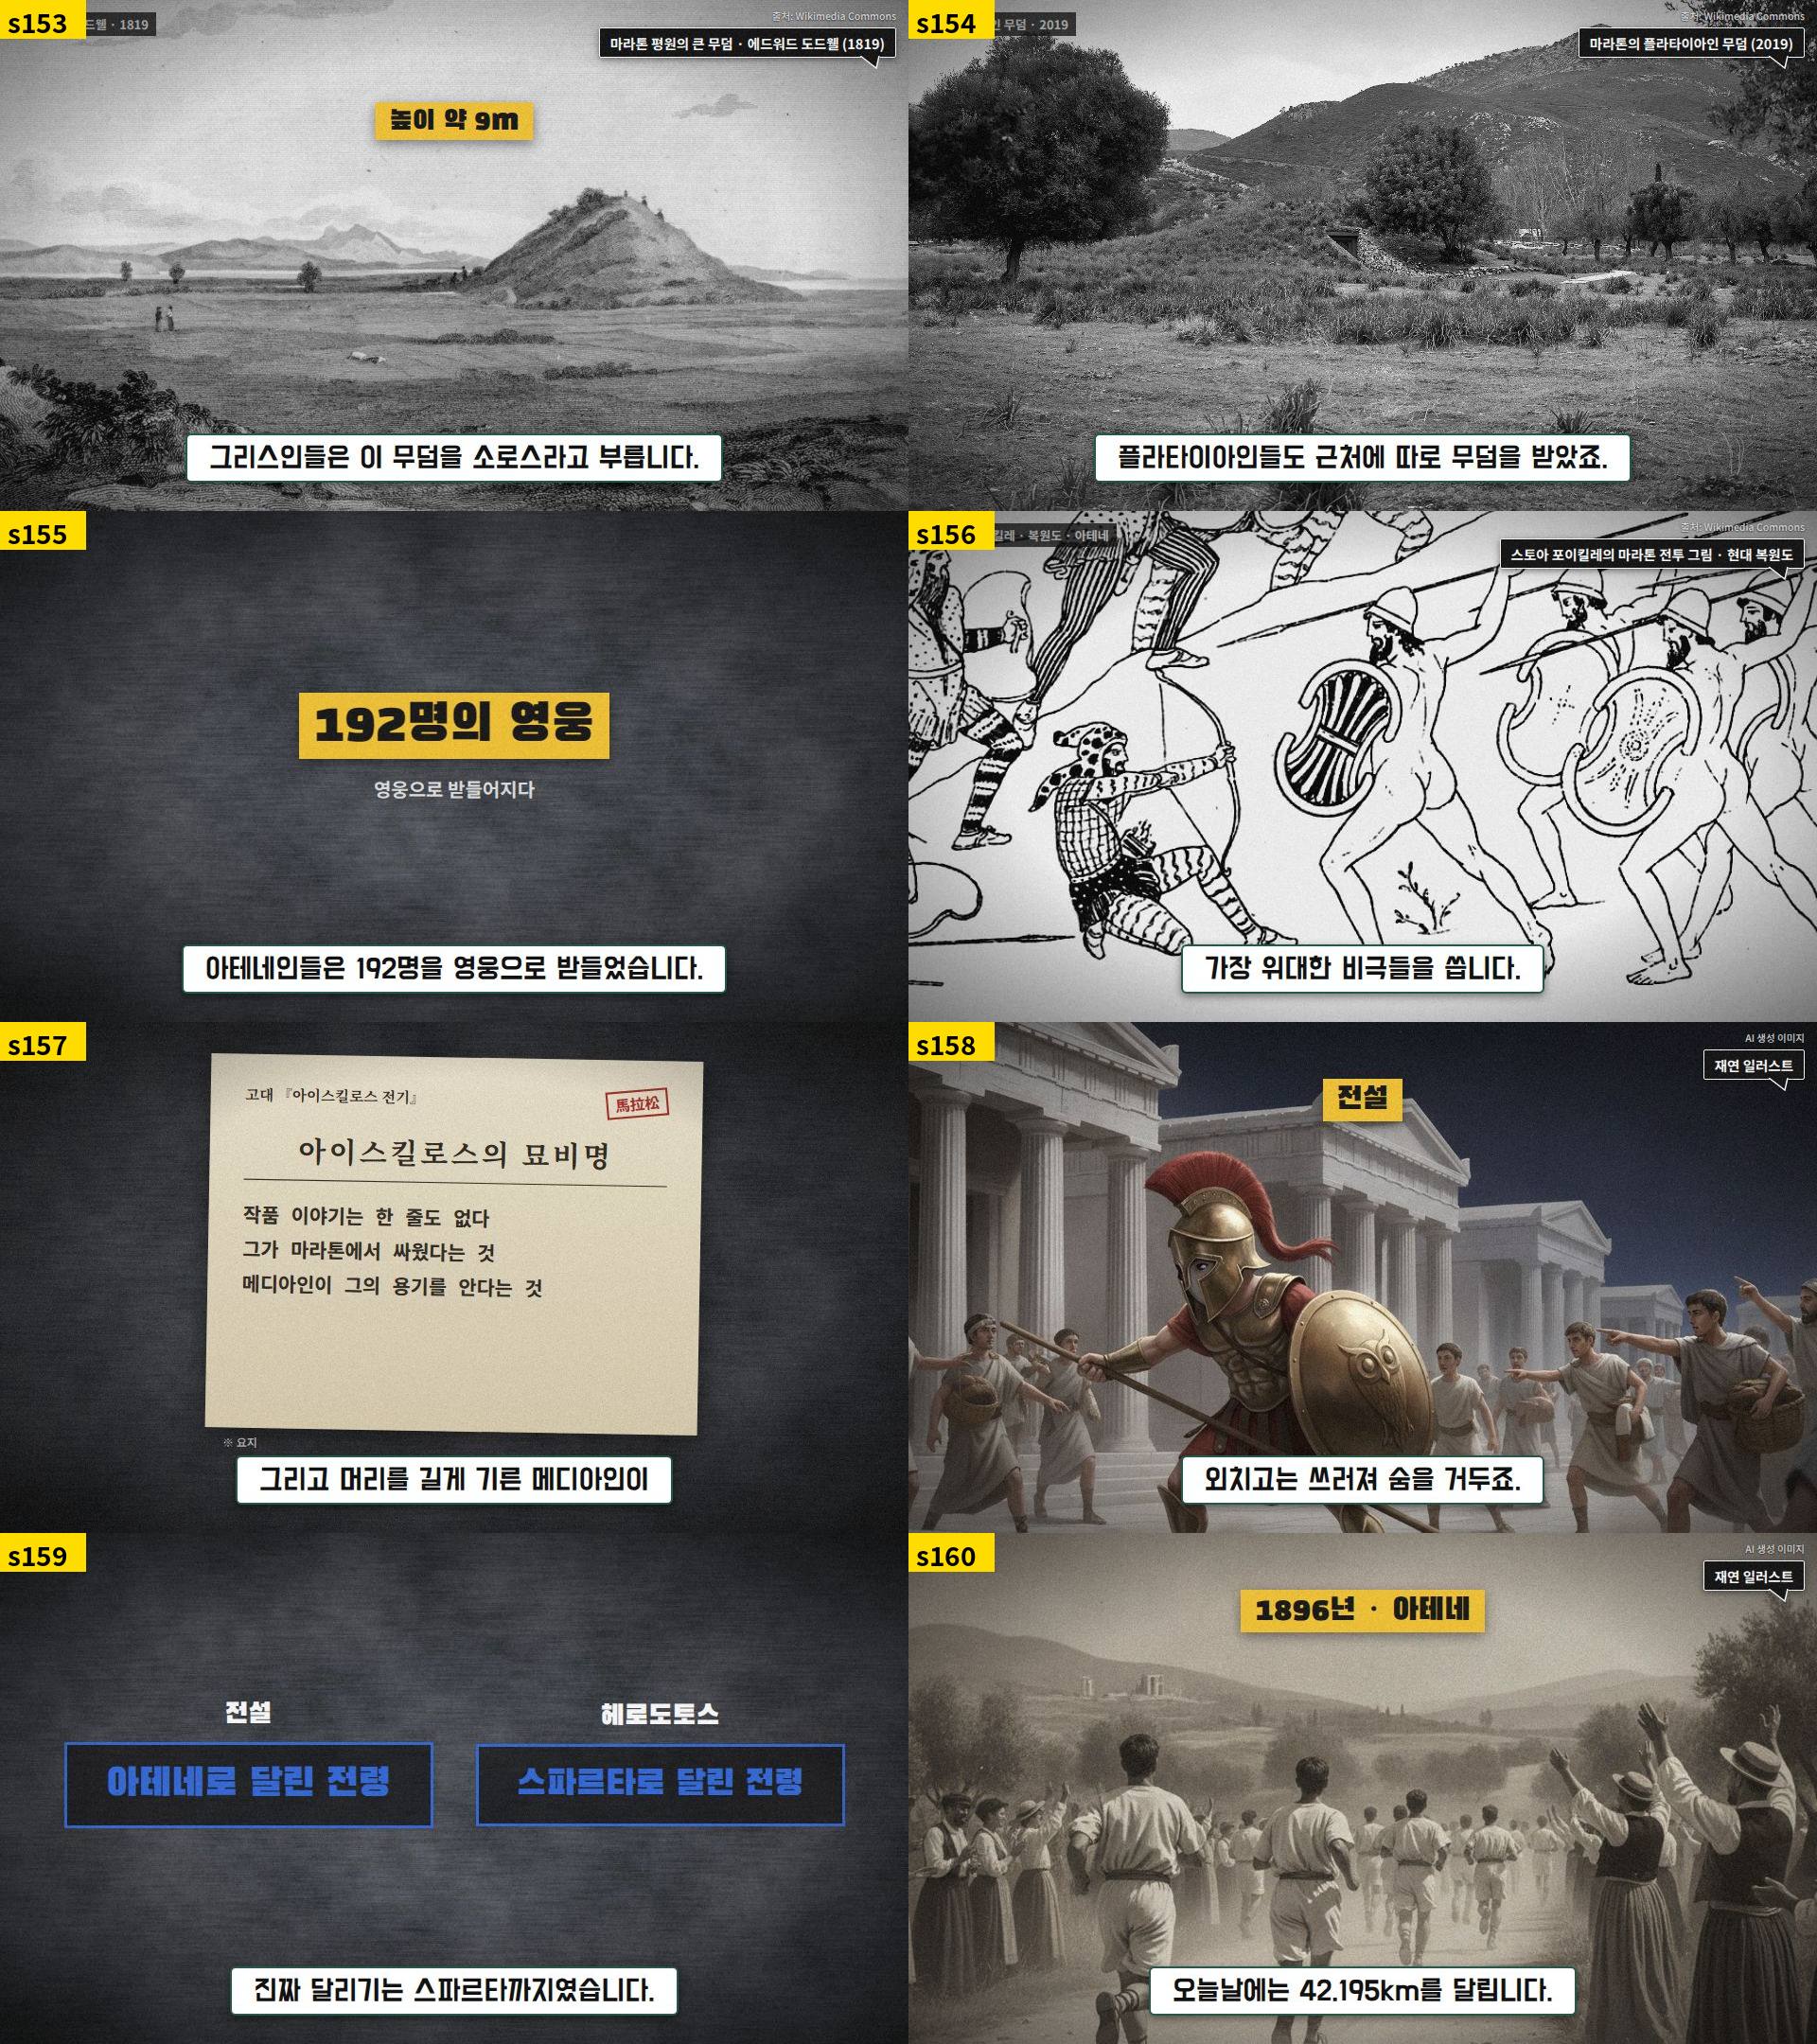 s153
드웰 · 1819
출처: Wikimedia Commons
마라톤 평원의 큰 무덤 · 에드워드 도드웰 (1819)
높이 약 9m
그리스인들은 이 무덤을 소로스라고 부릅니다.
s154
인 무덤 · 2019
출처: Wikimedia Commons
마라톤의 플라타이아인 무덤 (2019)
플라타이아인들도 근처에 따로 무덤을 받았죠.
s155
192명의 영웅
영웅으로 받들어지다
아테네인들은 192명을 영웅으로 받들었습니다.
s156
킬레 · 복원도 · 아테네
출처: Wikimedia Commons
스토아 포이킬레의 마라톤 전투 그림 · 현대 복원도
가장 위대한 비극들을 씁니다.
s157
고대 『아이스킬로스 전기』
馬拉松
아이스킬로스의 묘비명
작품 이야기는 한 줄도 없다
그가 마라톤에서 싸웠다는 것
메디아인이 그의 용기를 안다는 것
※ 요지
그리고 머리를 길게 기른 메디아인이
s158
AI 생성 이미지
재연 일러스트
전설
외치고는 쓰러져 숨을 거두죠.
s159
전설
아테네로 달린 전령
헤로도토스
스파르타로 달린 전령
진짜 달리기는 스파르타까지였습니다.
s160
AI 생성 이미지
재연 일러스트
1896년 · 아테네
오늘날에는 42.195km를 달립니다.